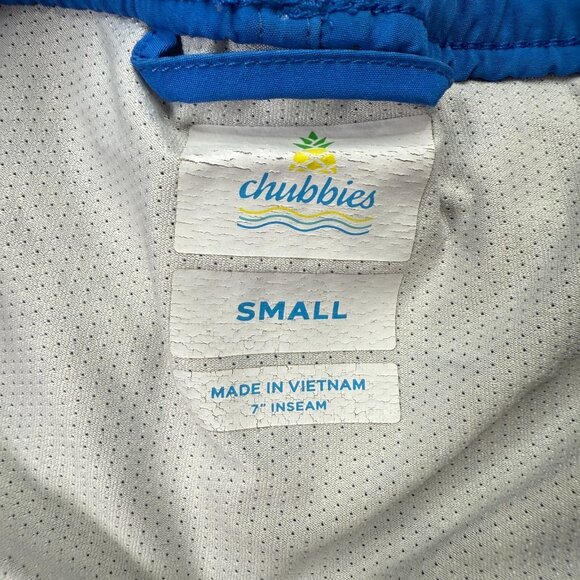 chubbies
SMALL
MADE IN VIETNAM
7" INSEAM